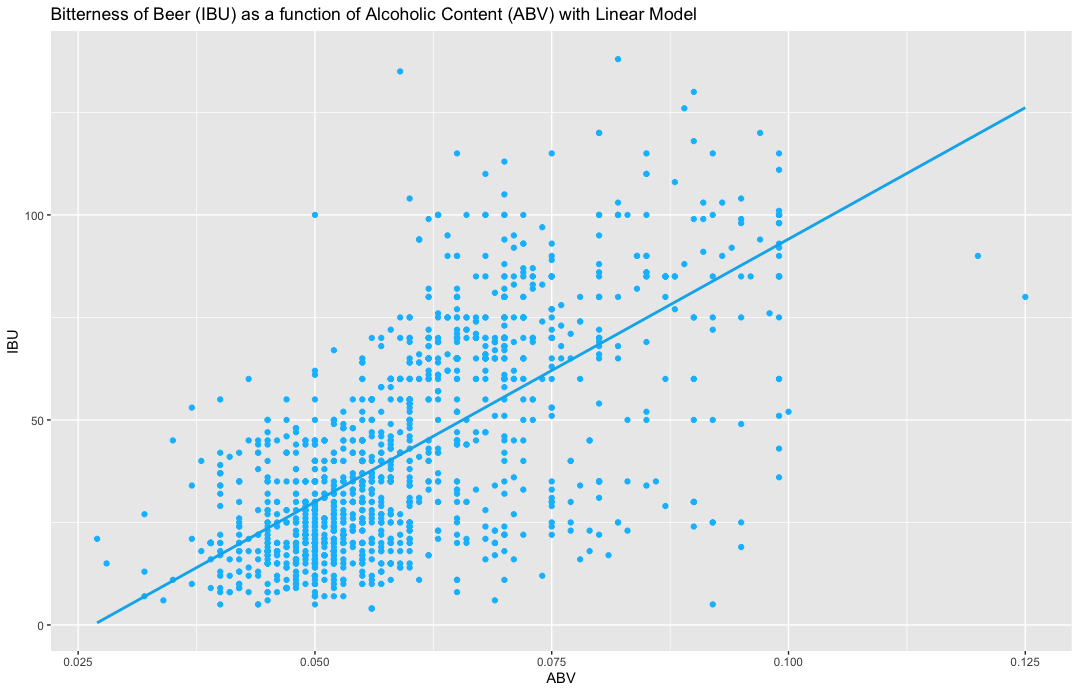 Bitterness of Beer (IBU) as a function of Alcoholic Content (ABV) with Linear Model
IBU
100
50
0
0.025
0.050
0.075
0.100
0.125
ABV